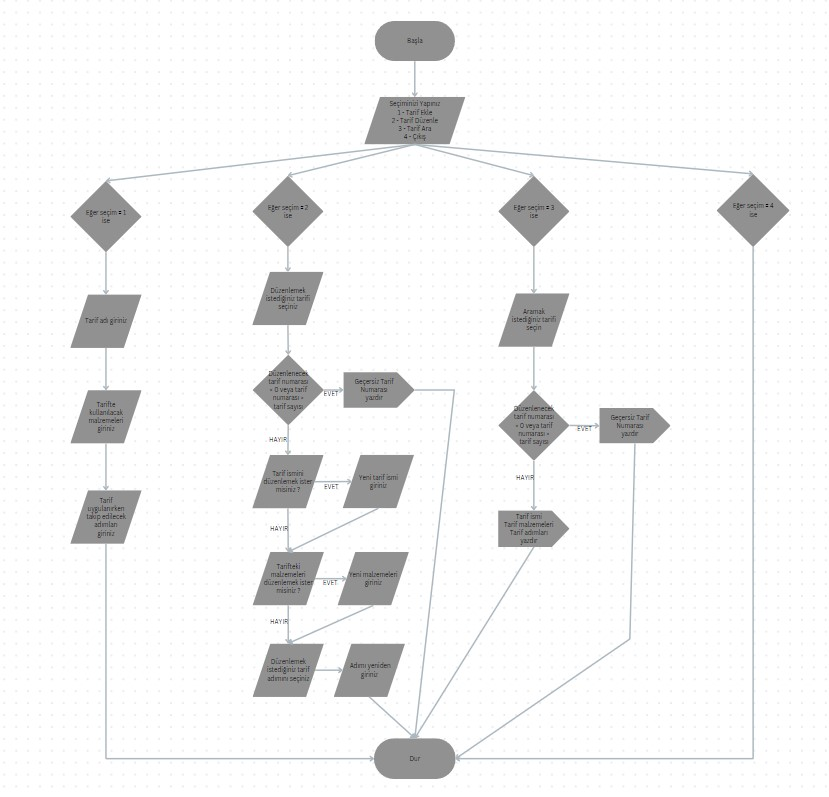 Başla
Seçiminizi Yapınız
1 - Tarif Ekle
2 - Tarif Düzenle
3 - Tarif Ara
4 - Çıkış
Eğer seçim = 1
ise
Eğer seçim = 2
ise
Eğer seçim = 3
ise
Eğer seçim = 4
ise
Tarif adı giriniz
Tarifte
kullanılacak
malzemeleri
giriniz
Tarif
uygulanırken
takip edilecek
adımları
giriniz
Düzenlemek
istediğiniz tarifi
seçiniz
Düzenlenecek
tarif numarası
< 0 veya tarif
numarası >
tarif sayısı
EVET
Geçersiz Tarif
Numarası
yazdır
HAYIR
Tarif ismini
düzenlemek ister
misiniz ?
EVET
Yeni tarif ismi
giriniz
HAYIR
Tarifteki
malzemeleri
düzenlemek ister
misiniz ?
EVET
Yeni malzemeleri
giriniz
HAYIR
Düzenlemek
istediğiniz tarif
adımını seçiniz
Adımı yeniden
giriniz
Aramak
istediğiniz tarifi
seçin
Düzenlenecek
tarif numarası
< 0 veya tarif
numarası >
tarif sayısı
EVET
Geçersiz Tarif
Numarası
yazdır
HAYIR
Tarif ismi
Tarif malzemeleri
Tarif adımları
yazdır
Dur